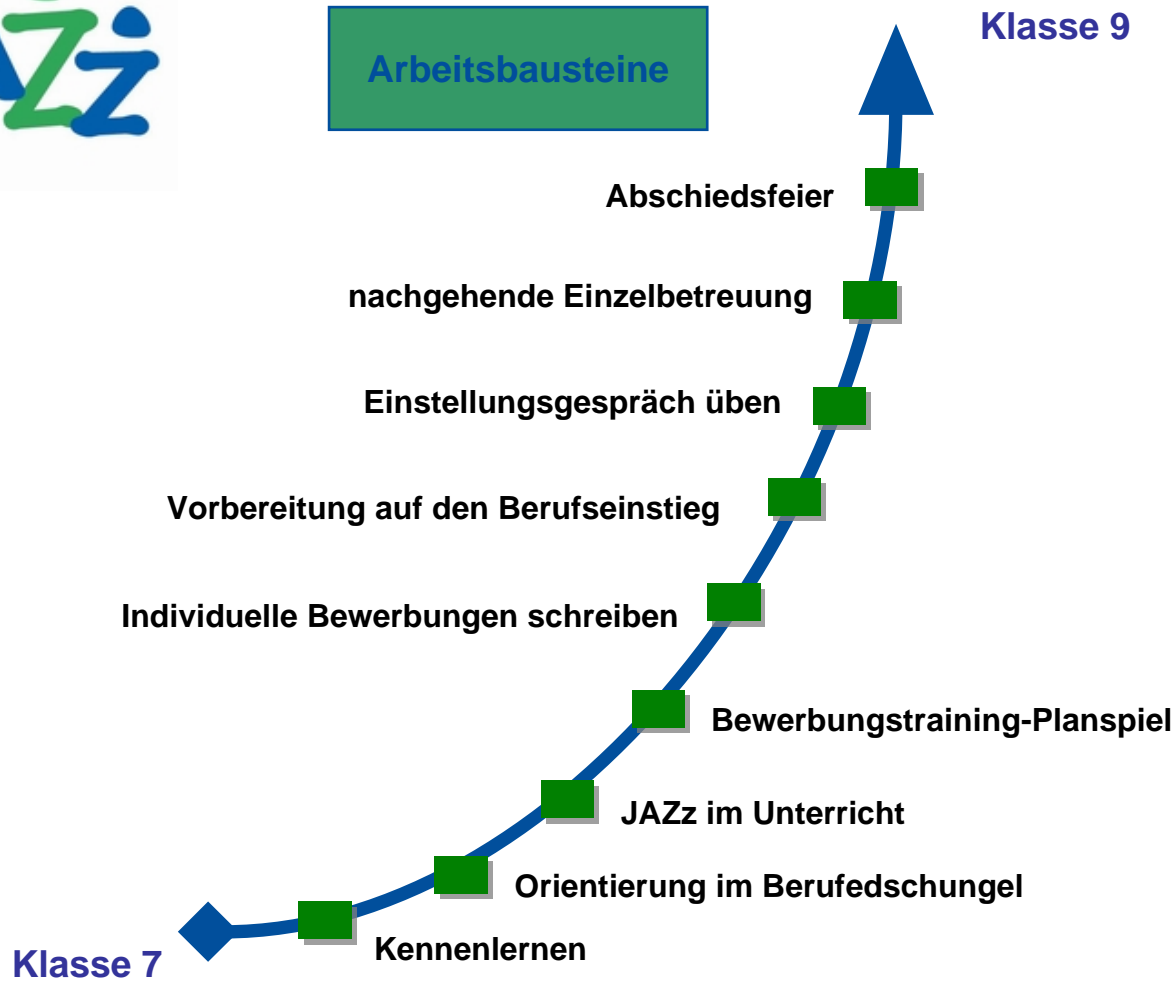 Zz
Arbeitsbausteine
Klasse 9
Abschiedsfeier
nachgehende Einzelbetreuung
Einstellungsgespräch üben
Vorbereitung auf den Berufseinstieg
Individuelle Bewerbungen schreiben
Bewerbungstraining-Planspiel
JAZz im Unterricht
Orientierung im Berufedschungel
Kennenlernen
Klasse 7